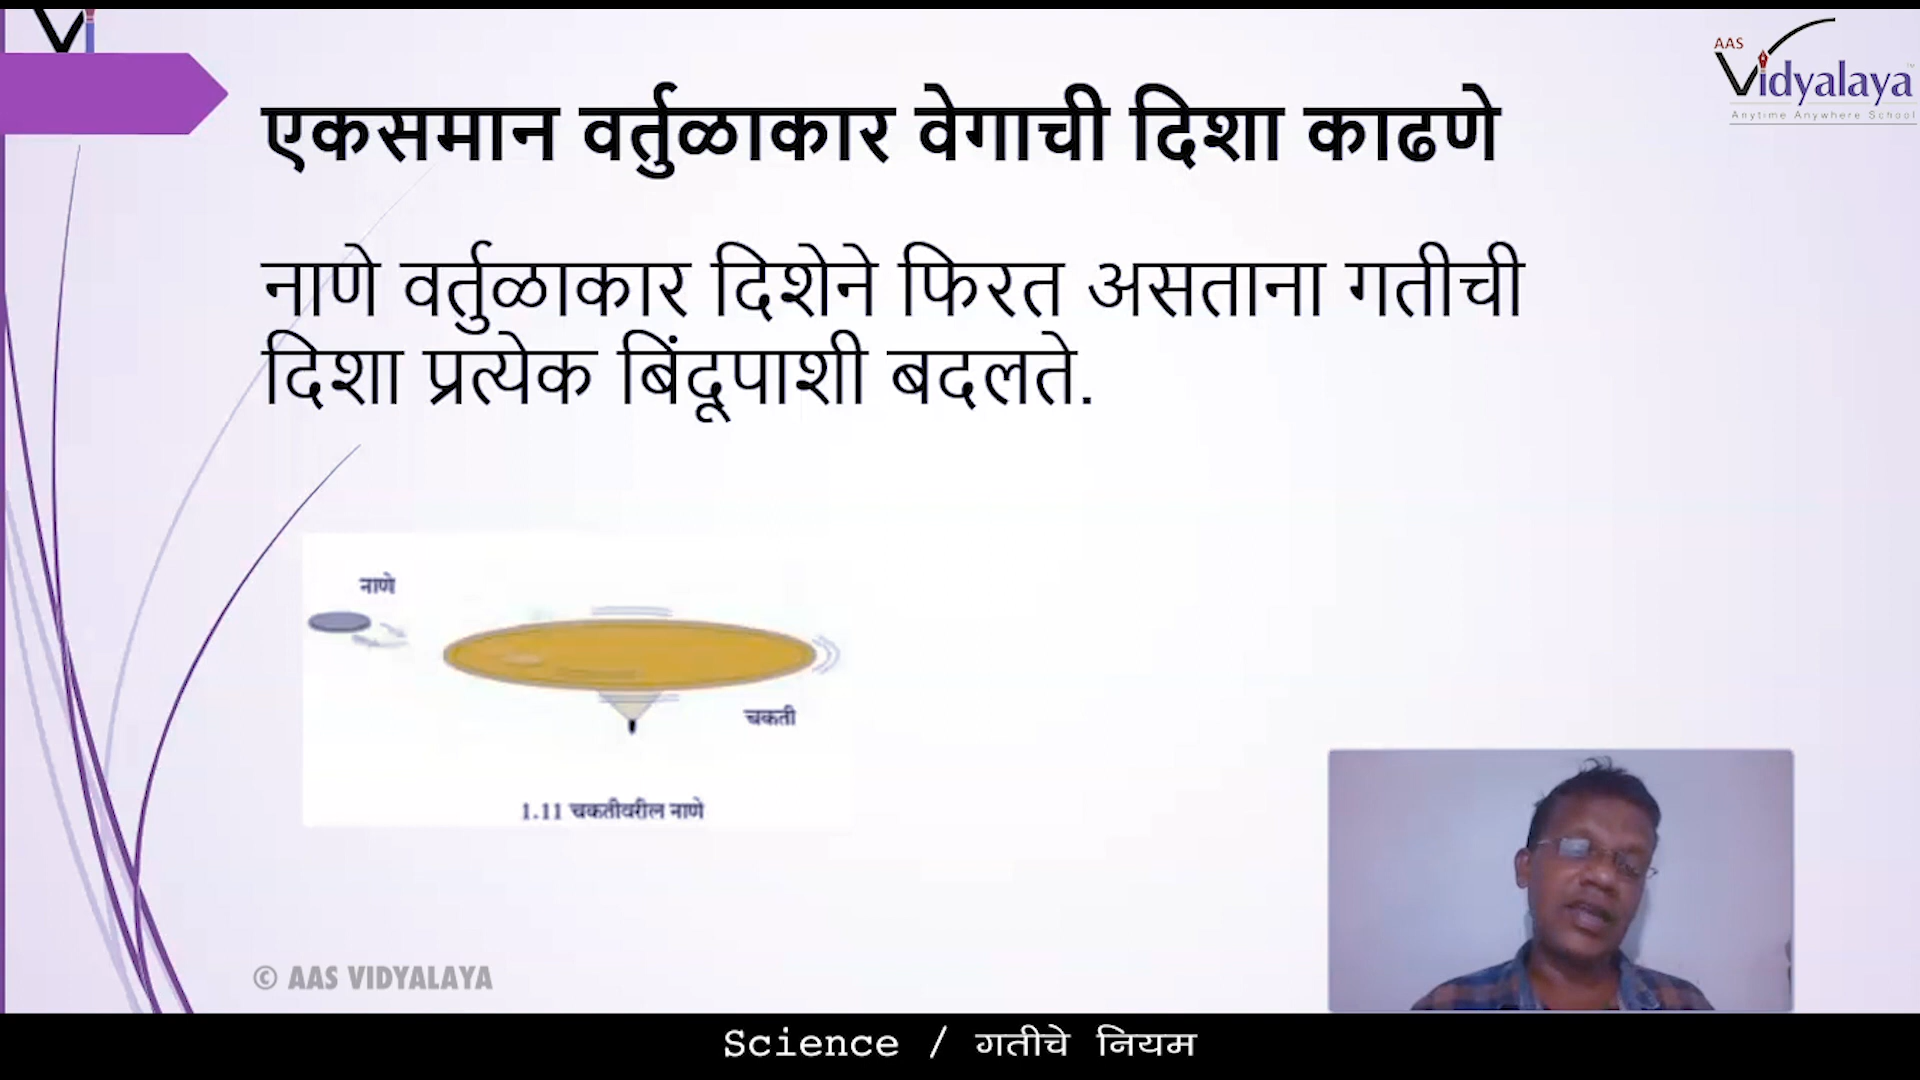 Vi
AAS
Vidyalaya
Anytime Anywhere School
एकसमान वर्तुळाकार वेगाची दिशा काढणे
नाणे वर्तुळाकार दिशेने फिरत असताना गतीची
दिशा प्रत्येक बिंदूपाशी बदलते.
नाणे
चकती
1.11 चकतीवरील नाणे
© AAS VIDYALAYA
Science / गतीचे नियम